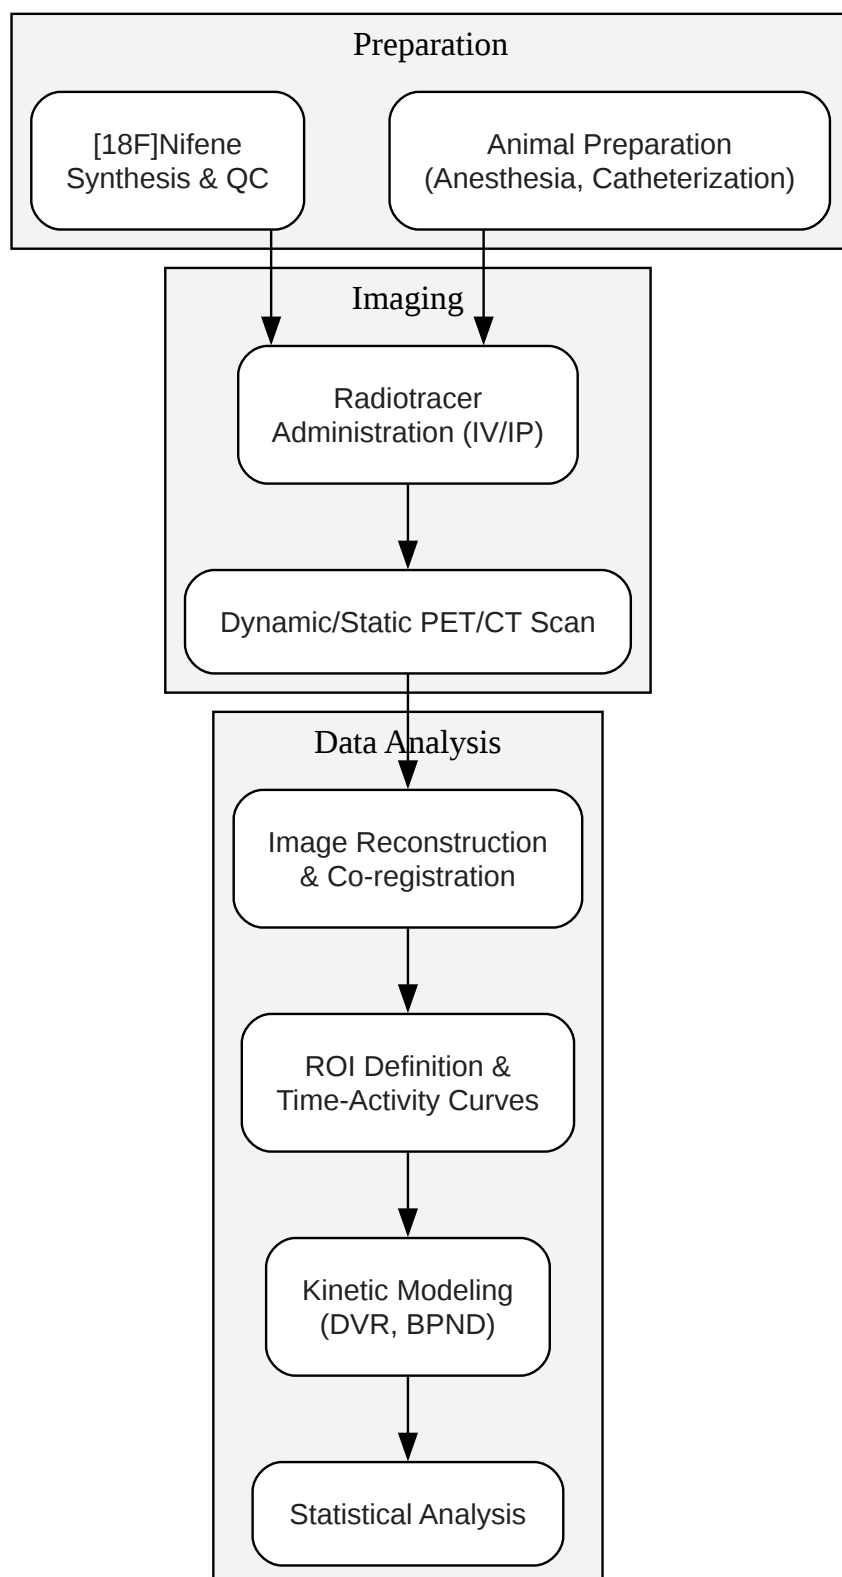 Preparation
[18F]Nifene
Synthesis & QC
Animal Preparation
(Anesthesia, Catheterization)
Imaging
Radiotracer
Administration (IV/IP)
Dynamic/Static PET/CT Scan
Data Analysis
Image Reconstruction
& Co-registration
ROI Definition &
Time-Activity Curves
Kinetic Modeling
(DVR, BPND)
Statistical Analysis